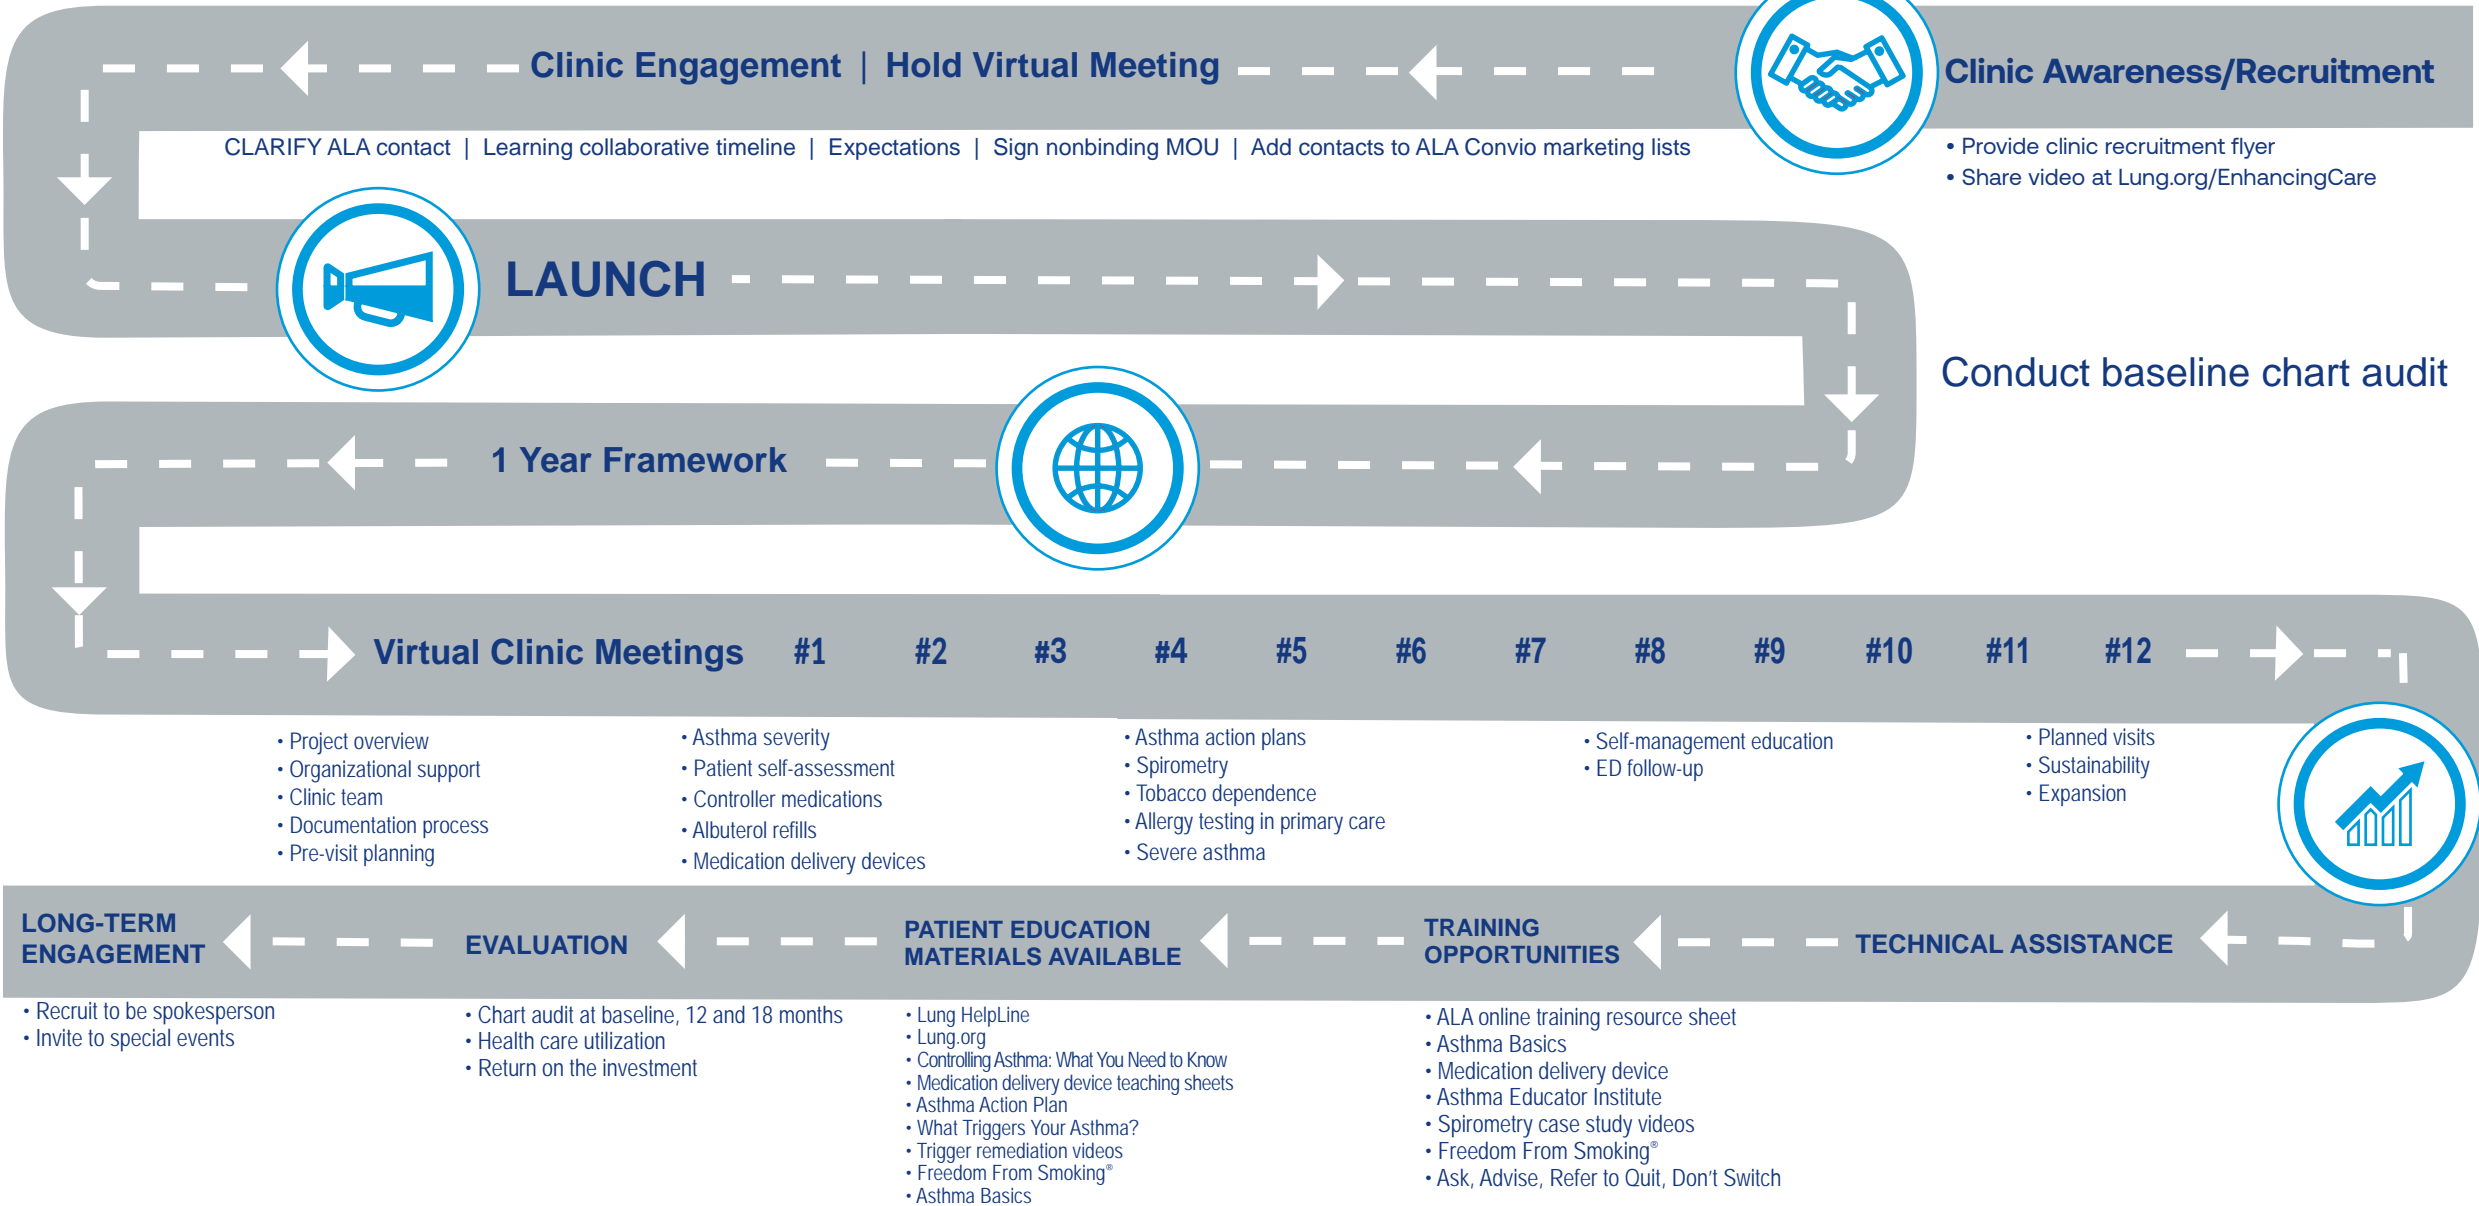 Clinic Awareness/Recruitment
• Provide clinic recruitment flyer
• Share video at Lung.org/EnhancingCare
Clinic Engagement | Hold Virtual Meeting
CLARIFY ALA contact | Learning collaborative timeline | Expectations | Sign nonbinding MOU | Add contacts to ALA Convio marketing lists
LAUNCH
Conduct baseline chart audit
1 Year Framework
Virtual Clinic Meetings #1 #2 #3 #4 #5 #6 #7 #8 #9 #10 #11 #12
• Project overview
• Organizational support
• Clinic team
• Documentation process
• Pre-visit planning
• Asthma severity
• Patient self-assessment
• Controller medications
• Albuterol refills
• Medication delivery devices
• Asthma action plans
• Spirometry
• Tobacco dependence
• Allergy testing in primary care
• Severe asthma
• Self-management education
• ED follow-up
• Planned visits
• Sustainability
• Expansion
TECHNICAL ASSISTANCE
TRAINING
OPPORTUNITIES
• ALA online training resource sheet
• Asthma Basics
• Medication delivery device
• Asthma Educator Institute
• Spirometry case study videos
• Freedom From Smoking®
• Ask, Advise, Refer to Quit, Don't Switch
PATIENT EDUCATION
MATERIALS AVAILABLE
• Lung HelpLine
• Lung.org
• Controlling Asthma: What You Need to Know
• Medication delivery device teaching sheets
• Asthma Action Plan
• What Triggers Your Asthma?
• Trigger remediation videos
• Freedom From Smoking®
• Asthma Basics
EVALUATION
• Chart audit at baseline, 12 and 18 months
• Health care utilization
• Return on the investment
LONG-TERM
ENGAGEMENT
• Recruit to be spokesperson
• Invite to special events